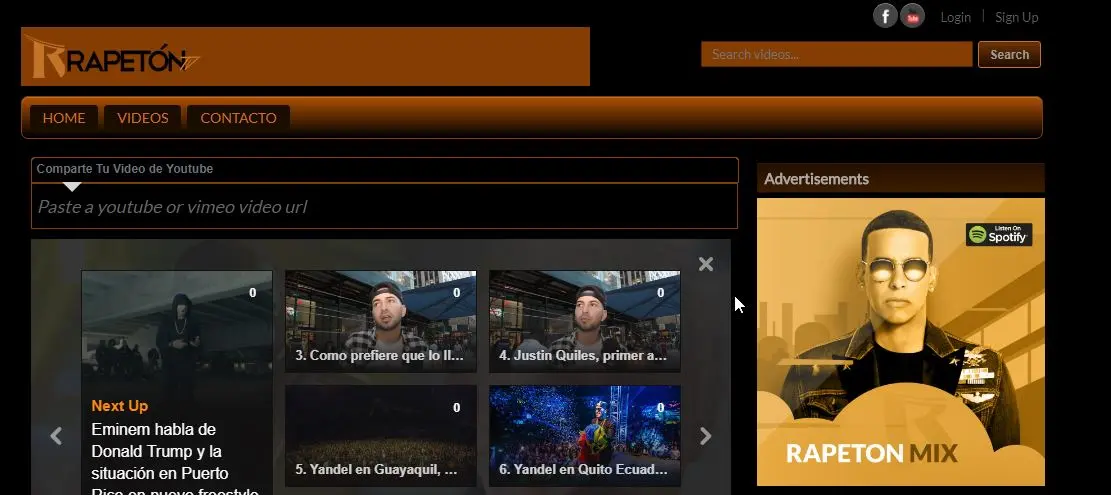 Login | Sign Up
RAPETÓN
Search videos...
Search
HOME
VIDEOS
CONTACTO
Comparte Tu Video de Youtube
Advertisements
Paste a youtube or vimeo video url
Listen On
Spotify
0
0
0
3. Como prefiere que lo ll...
4. Justin Quiles, primer a...
Next Up
Eminem habla de
Donald Trump y la
situación en Puerto
Rico en nuevo freestyle
0
0
5. Yandel en Guayaquil, ...
6. Yandel en Quito Ecuad...
RAPETON MIX